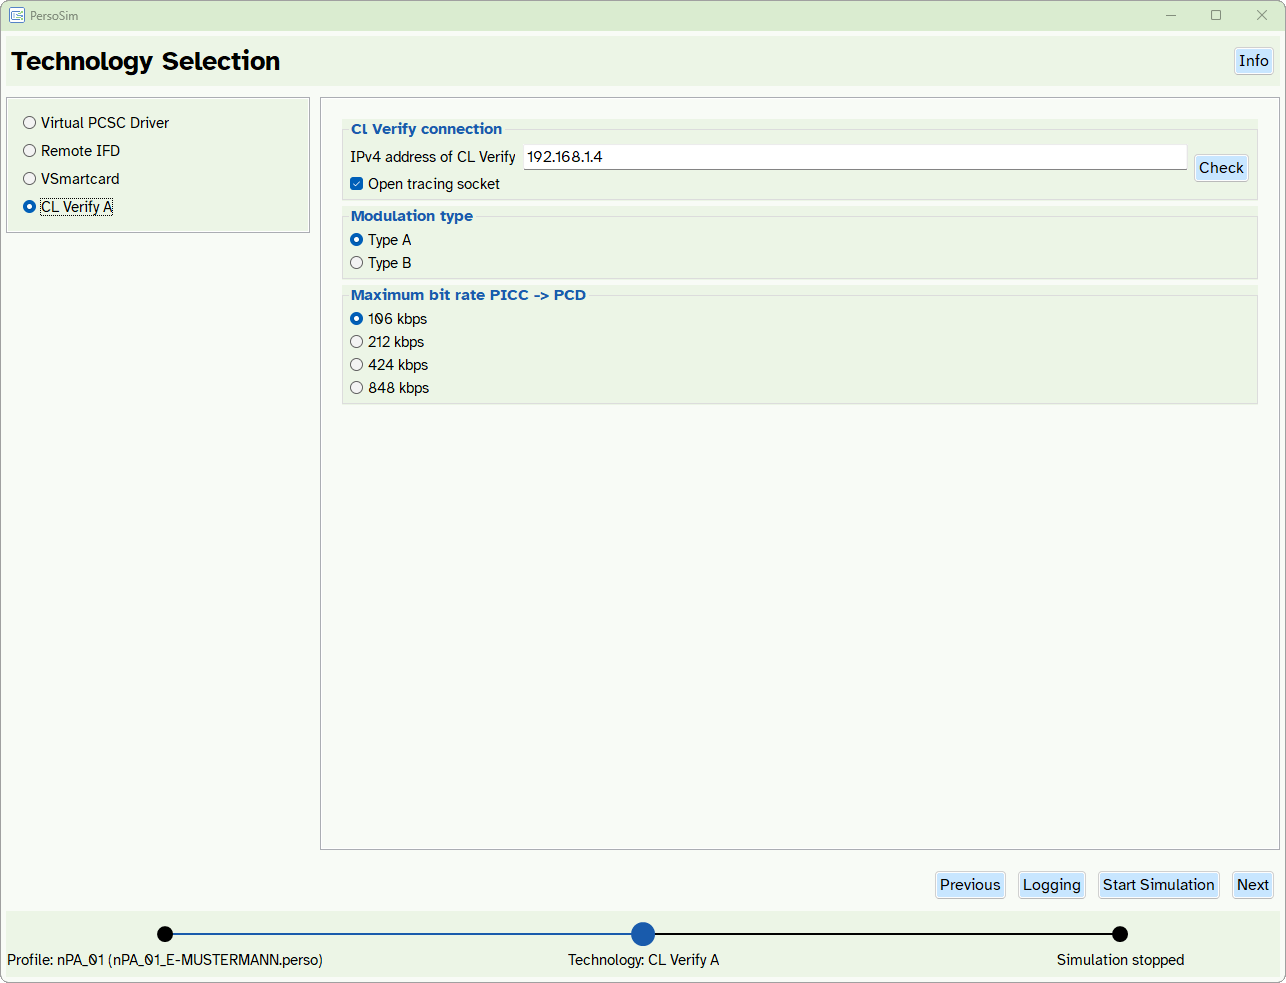 PersoSim
Technology Selection
Info
Virtual PCSC Driver
Remote IFD
VSmartcard
CL Verify A
CL Verify connection
IPv4 address of CL Verify 192.168.1.4
Check
Open tracing socket
Modulation type
Type A
Type B
Maximum bit rate PICC -> PCD
106 kbps
212 kbps
424 kbps
848 kbps
Previous Logging Start Simulation Next
Profile: nPA_01 (nPA_01_E-MUSTERMANN.perso) Technology: CL Verify A Simulation stopped